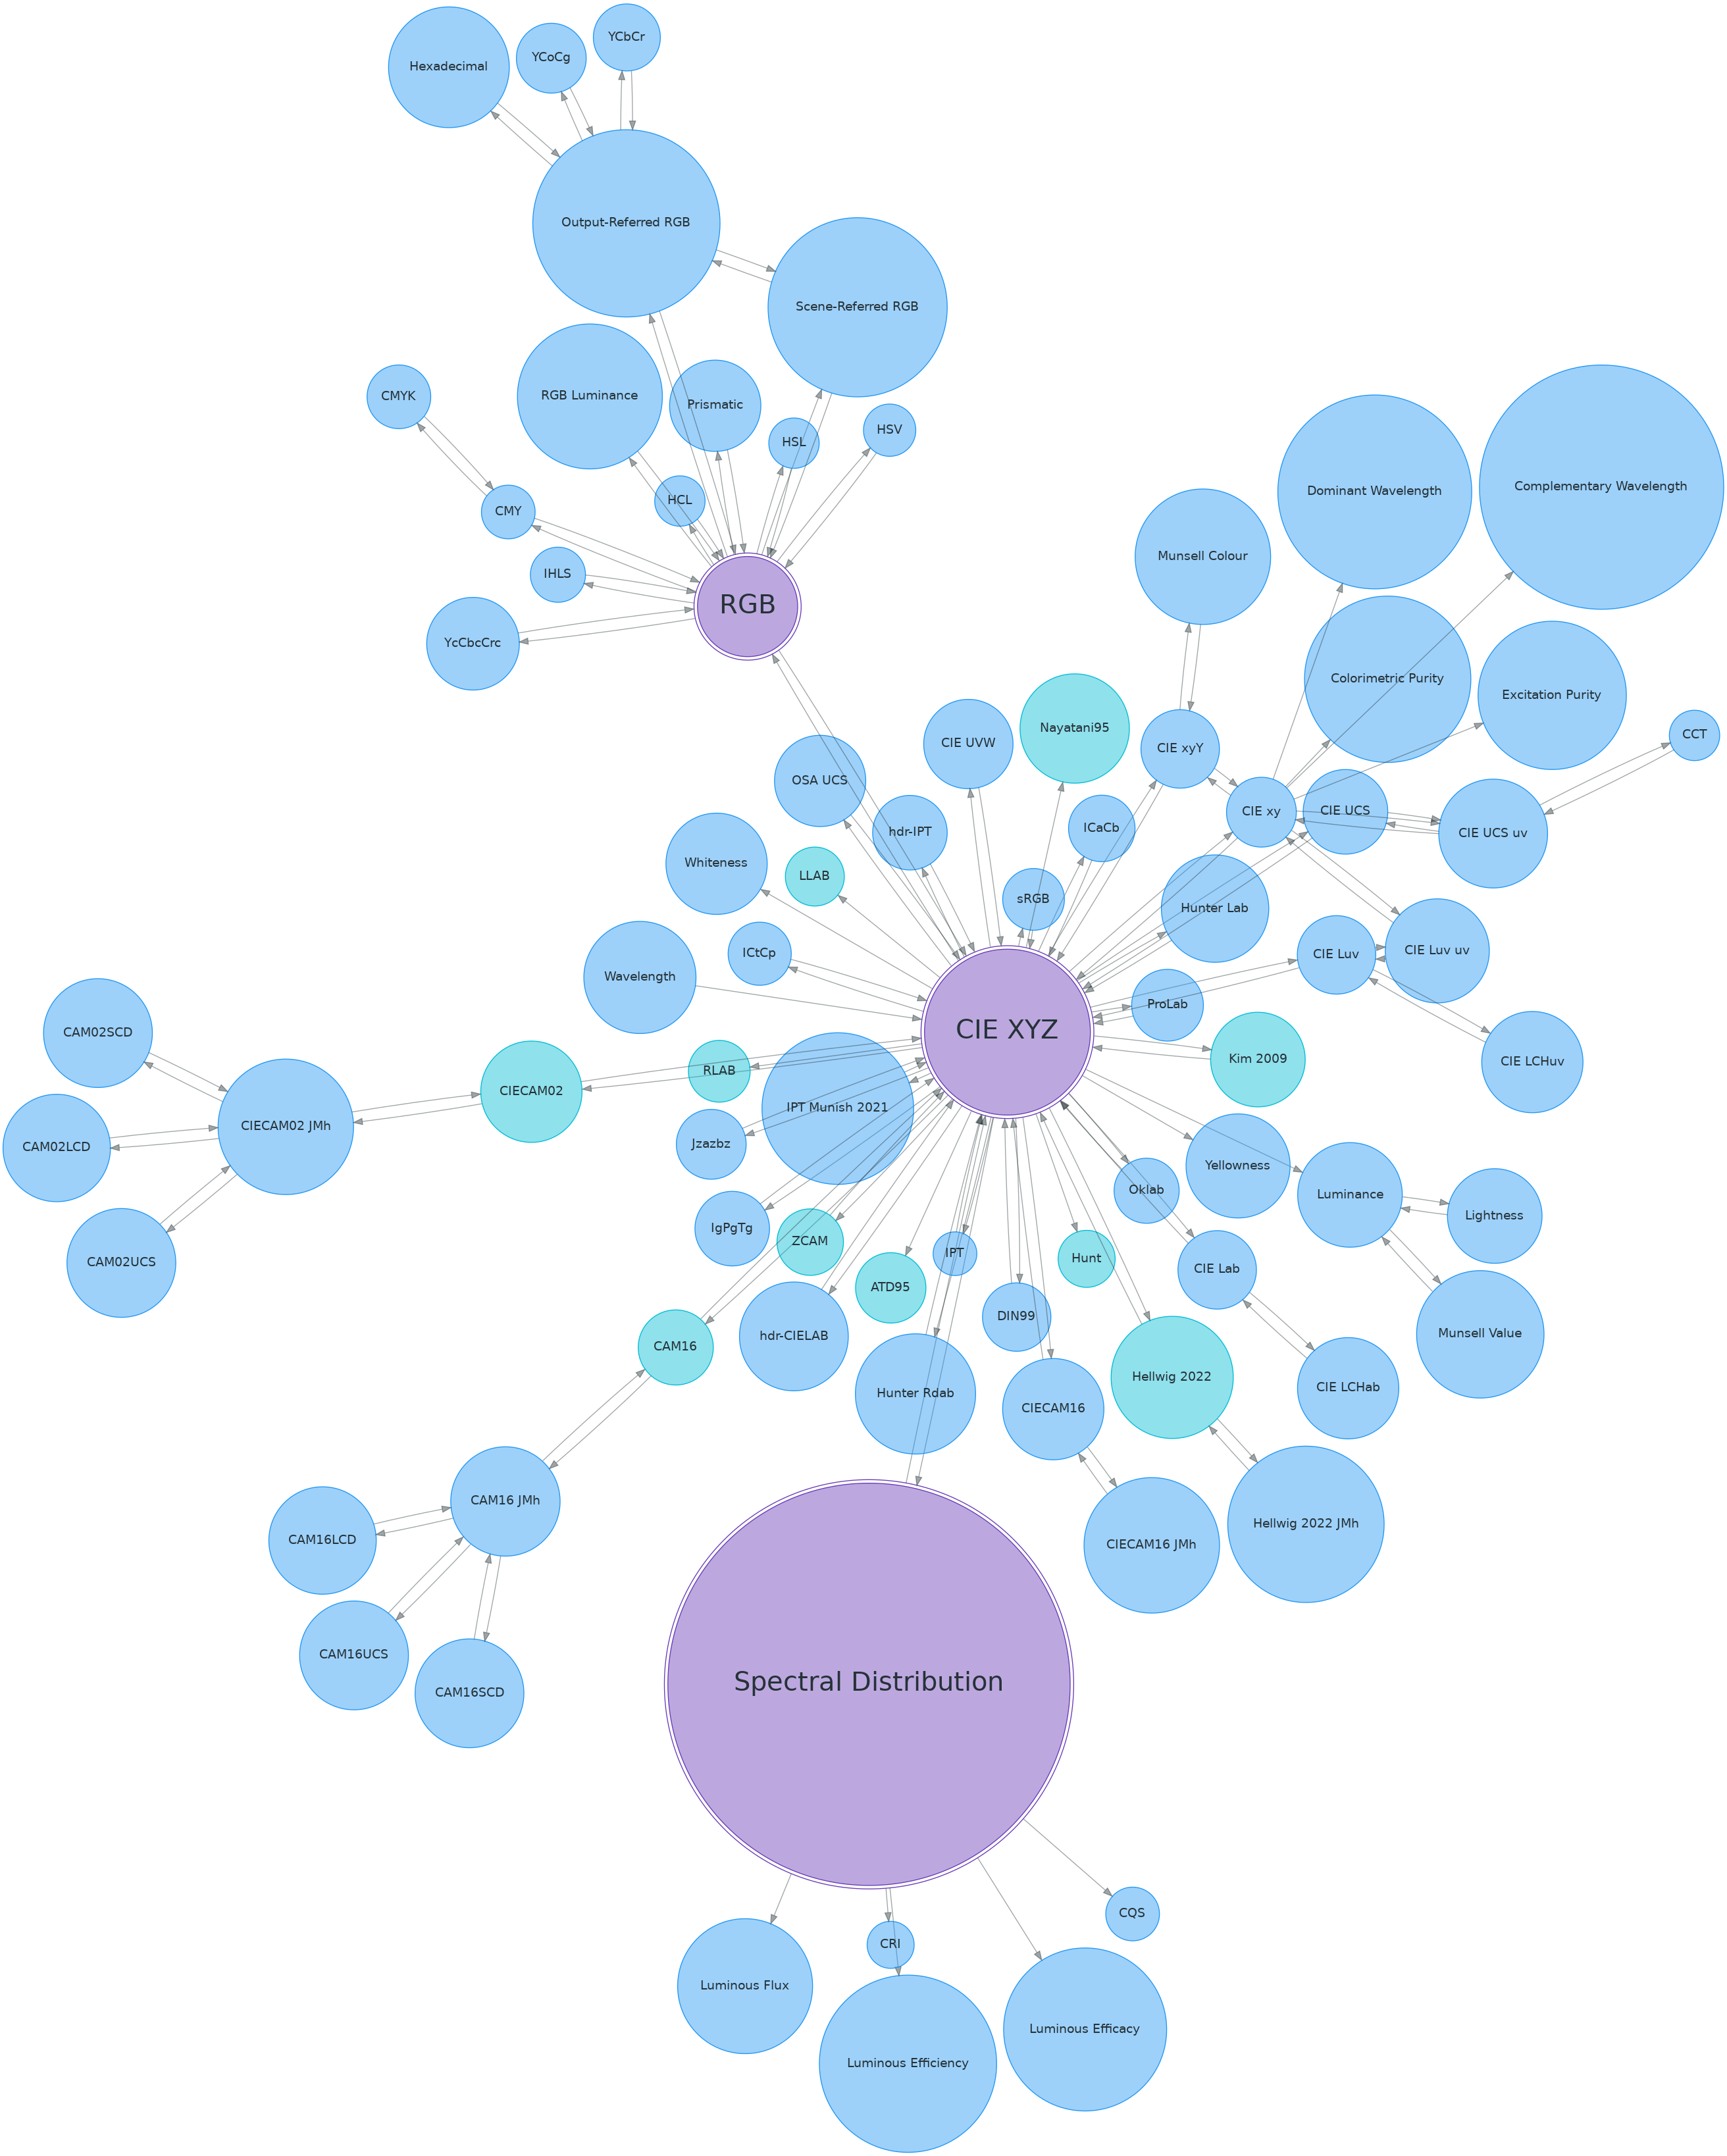 YCbCr
YCoCg
Hexadecimal
Output-Referred RGB
Scene-Referred RGB
RGB Luminance
Prismatic
CMYK
HSL
HSV
HCL
CMY
IHLS
RGB
YcCbcCrc
Complementary Wavelength
Dominant Wavelength
Munsell Colour
Colorimetric Purity
Excitation Purity
Nayatani95
CCT
CIE UVW
CIE xyY
OSA UCS
CIE xy
CIE UCS
hdr-IPT
ICaCb
CIE UCS uv
Whiteness
LLAB
sRGB
Hunter Lab
ICtCp
CIE Luv
CIE Luv uv
Wavelength
ProLab
CIE XYZ
CAM02SCD
Kim 2009
CIE LCHuv
RLAB
CIECAM02
IPT Munish 2021
CIECAM02 JMh
Jzazbz
CAM02LCD
Yellowness
Oklab
Luminance
Lightness
IgPgTg
ZCAM
IPT
Hunt
CAM02UCS
CIE Lab
ATD95
DIN99
hdr-CIELAB
Munsell Value
CAM16
Hellwig 2022
CIE LCHab
Hunter Rdab
CIECAM16
CAM16 JMh
Hellwig 2022 JMh
CAM16LCD
CIECAM16 JMh
CAM16UCS
Spectral Distribution
CAM16SCD
CQS
CRI
Luminous Flux
Luminous Efficacy
Luminous Efficiency